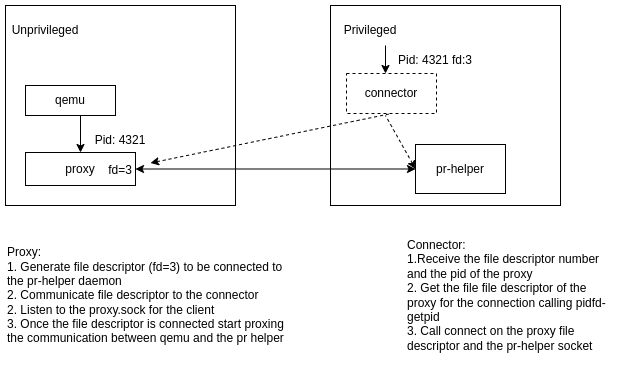 Unprivileged
Privileged
Pid: 4321 fd:3
qemu
connector
Pid: 4321
proxy fd=3
pr-helper
Proxy:
1. Generate file descriptor (fd=3) to be connected to
the pr-helper daemon
2. Communicate file descriptor to the connector
2. Listen to the proxy.sock for the client
3. Once the file descriptor is connected start proxing
the communication between qemu and the pr helper
Connector:
1.Receive the file descriptor number
and the pid of the proxy
2. Get the file file descriptor of the
proxy for the connection calling pidfd-
getpid
3. Call connect on the proxy file
descriptor and the pr-helper socket